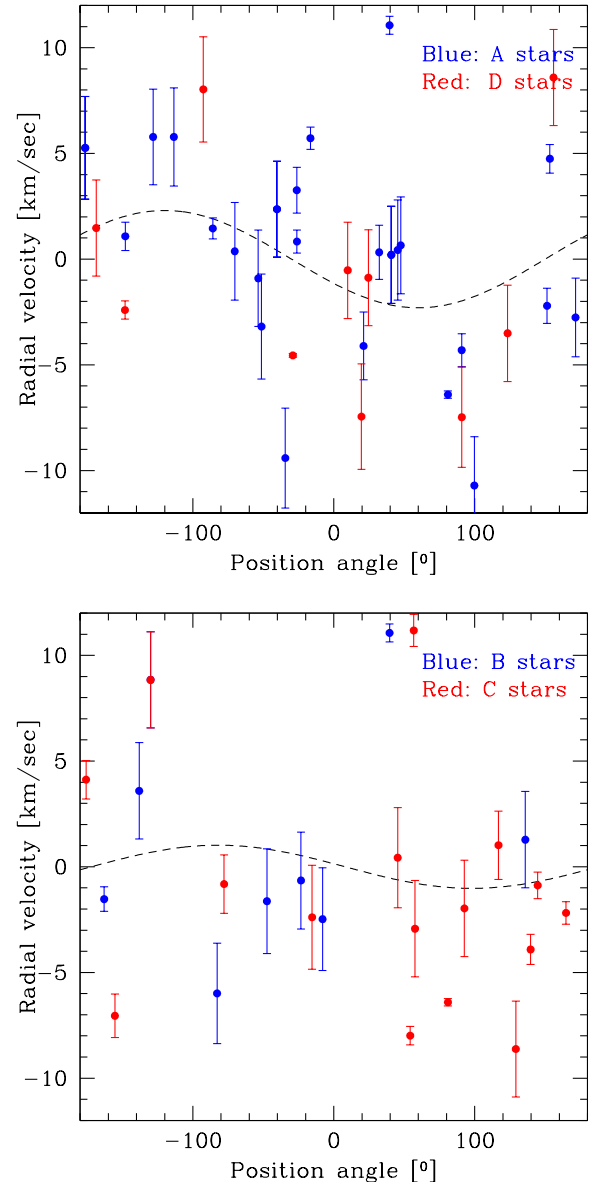 10
5
0
−5
−10
Radial velocity [km/sec]
Blue: A stars
Red: D stars
−100 0 100
Position angle [⁰]
10
5
0
−5
−10
Radial velocity [km/sec]
Blue: B stars
Red: C stars
−100 0 100
Position angle [⁰]